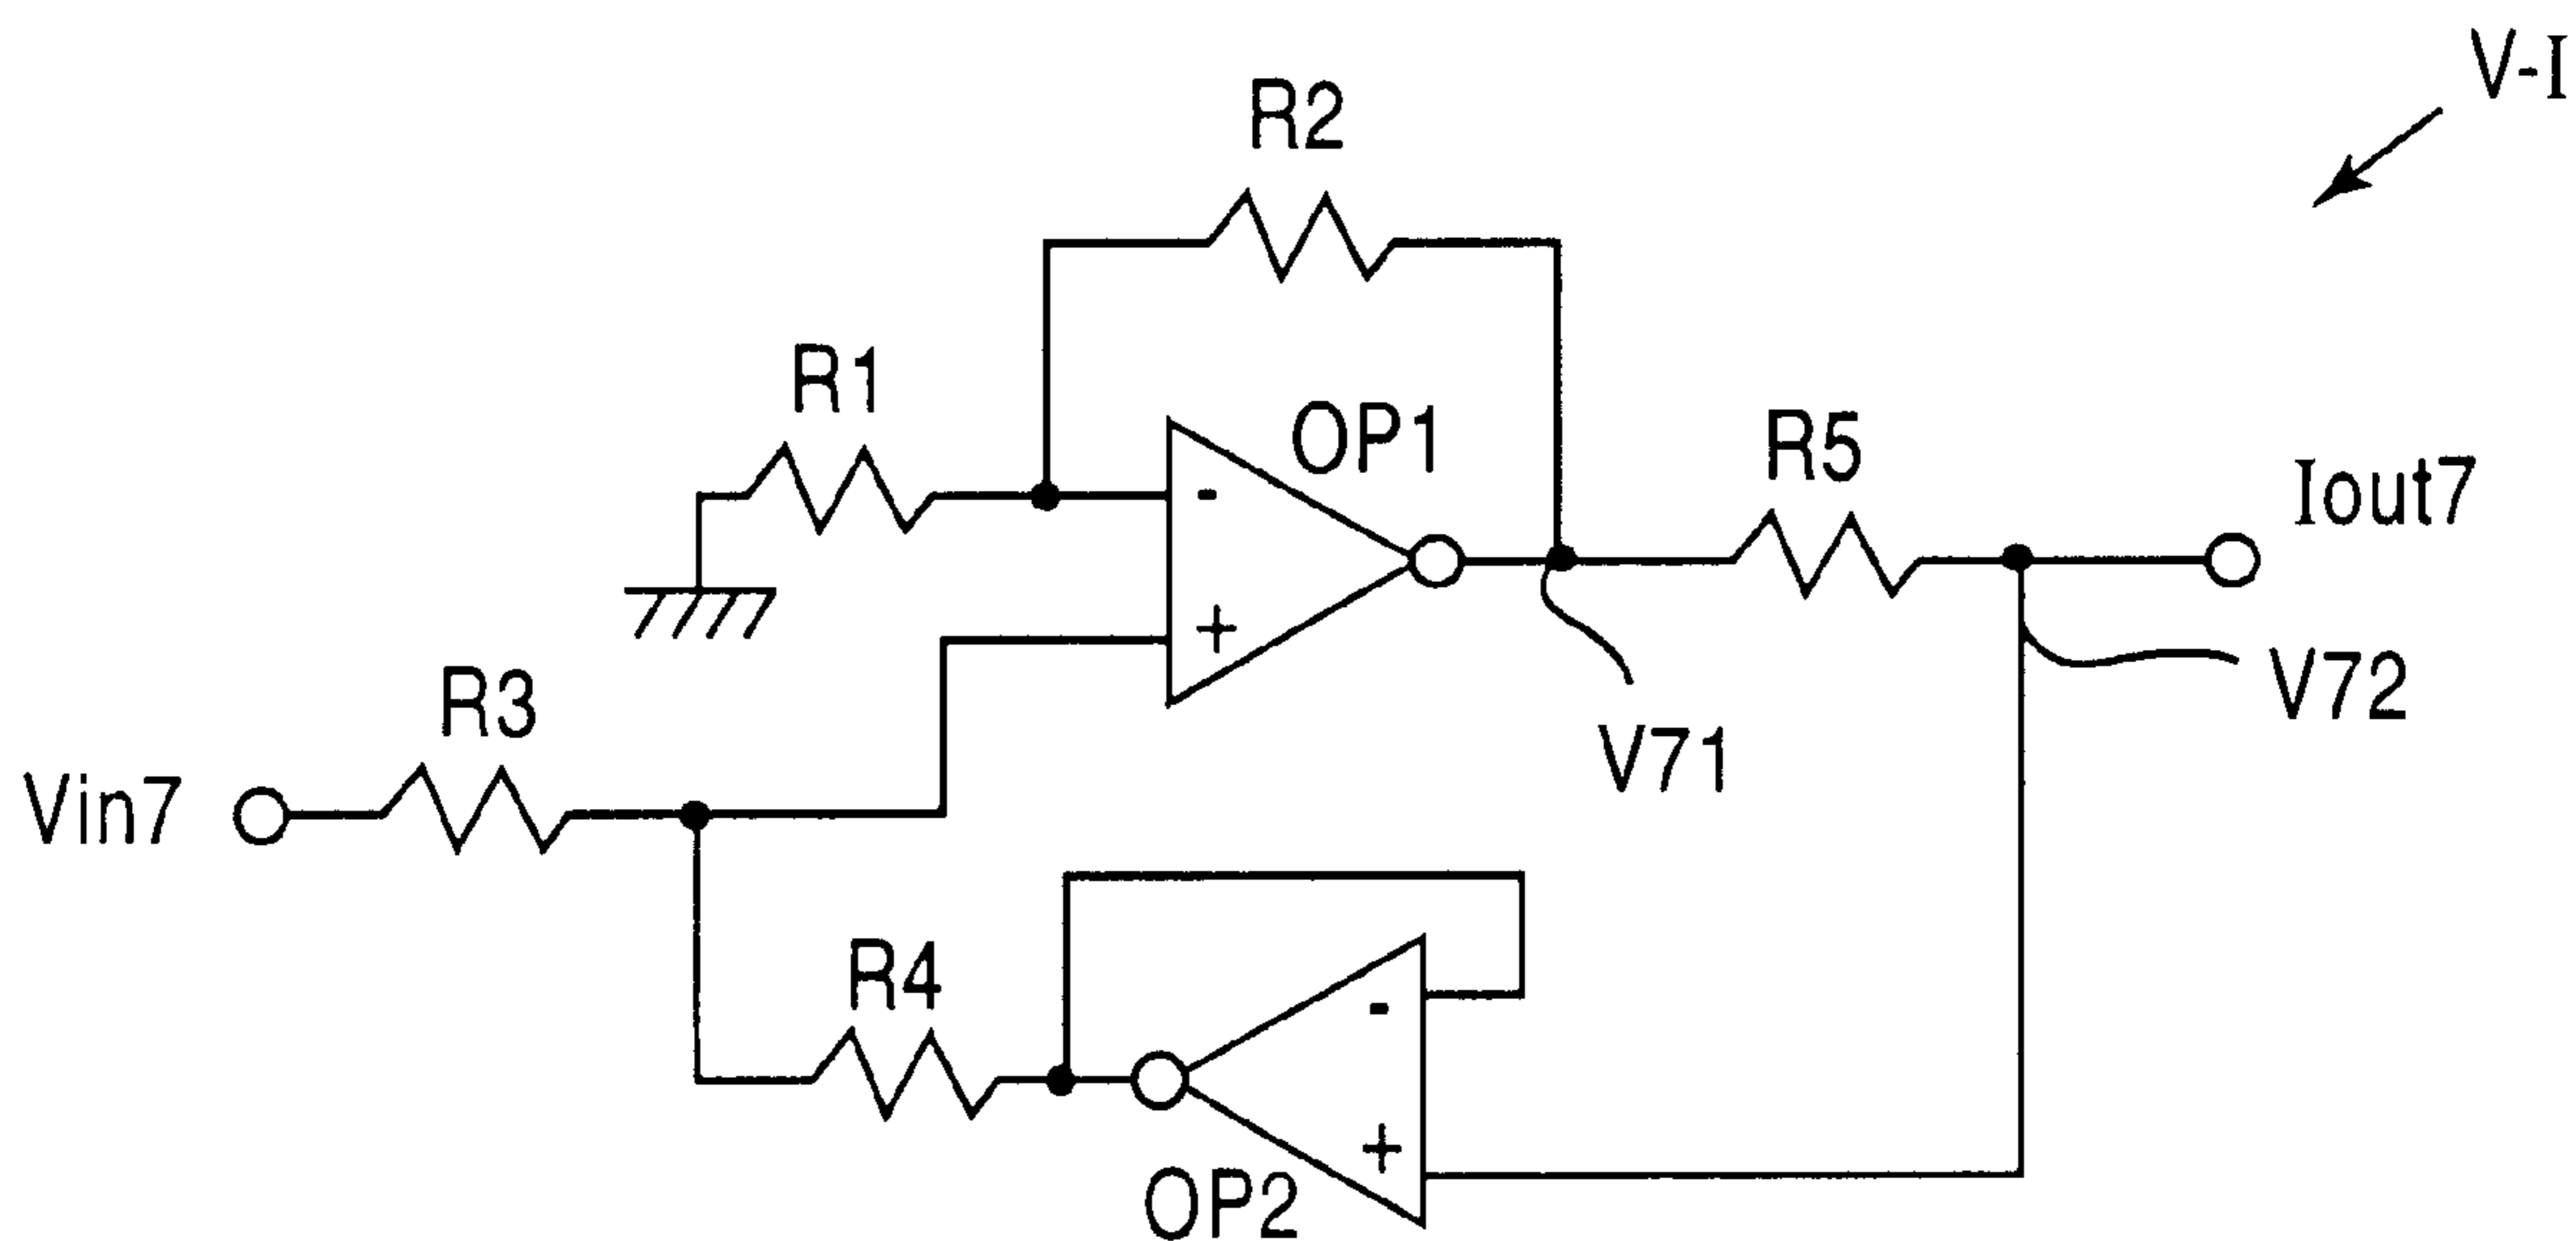 V-I
R2
R1
OP1
R5
Iout7
-
+
R3
V71
V72
Vin7
R4
-
+
OP2